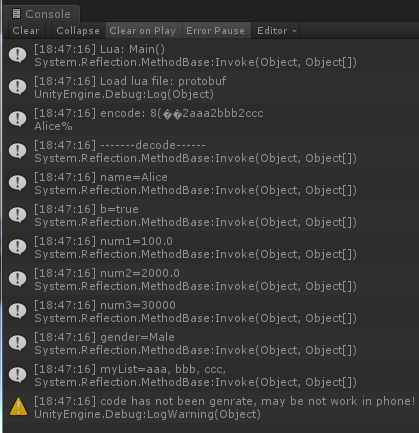 Console
Clear Collapse Clear on Play Error Pause Editor
[18:47:16] Lua: Main()
System.Reflection.MethodBase:Invoke(Object, Object[])
[18:47:16] Load lua file: protobuf
UnityEngine.Debug:Log(Object)
[18:47:16] encode: 8(��2aaa2bbb2ccc
Alice%
[18:47:16] -------decode------
System.Reflection.MethodBase:Invoke(Object, Object[])
[18:47:16] name=Alice
System.Reflection.MethodBase:Invoke(Object, Object[])
[18:47:16] b=true
System.Reflection.MethodBase:Invoke(Object, Object[])
[18:47:16] num1=100.0
System.Reflection.MethodBase:Invoke(Object, Object[])
[18:47:16] num2=2000.0
System.Reflection.MethodBase:Invoke(Object, Object[])
[18:47:16] num3=30000
System.Reflection.MethodBase:Invoke(Object, Object[])
[18:47:16] gender=Male
System.Reflection.MethodBase:Invoke(Object, Object[])
[18:47:16] myList=aaa, bbb, ccc,
System.Reflection.MethodBase:Invoke(Object, Object[])
[18:47:16] code has not been genrate, may be not work in phone!
UnityEngine.Debug:LogWarning(Object)